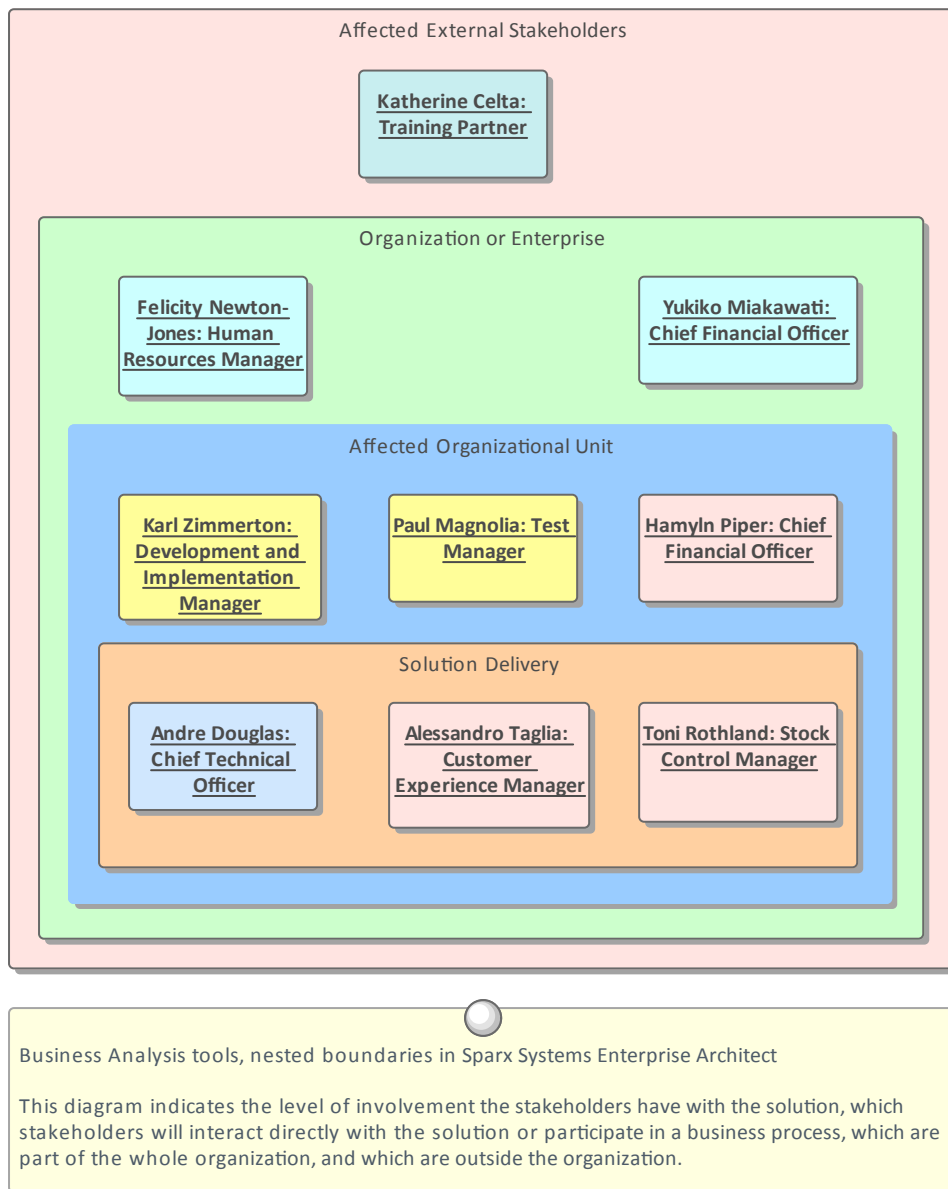 Affected External Stakeholders
Katherine Celta:
Training Partner
Organization or Enterprise
Felicity Newton-
Jones: Human
Resources Manager
Yukiko Miakawati:
Chief Financial Officer
Affected Organizational Unit
Karl Zimmerton:
Development and
Implementation
Manager
Paul Magnolia: Test
Manager
Hamyln Piper: Chief
Financial Officer
Solution Delivery
Andre Douglas:
Chief Technical
Officer
Alessandro Taglia:
Customer
Experience Manager
Toni Rothland: Stock
Control Manager
Business Analysis tools, nested boundaries in Sparx Systems Enterprise Architect
This diagram indicates the level of involvement the stakeholders have with the solution, which
stakeholders will interact directly with the solution or participate in a business process, which are
part of the whole organization, and which are outside the organization.